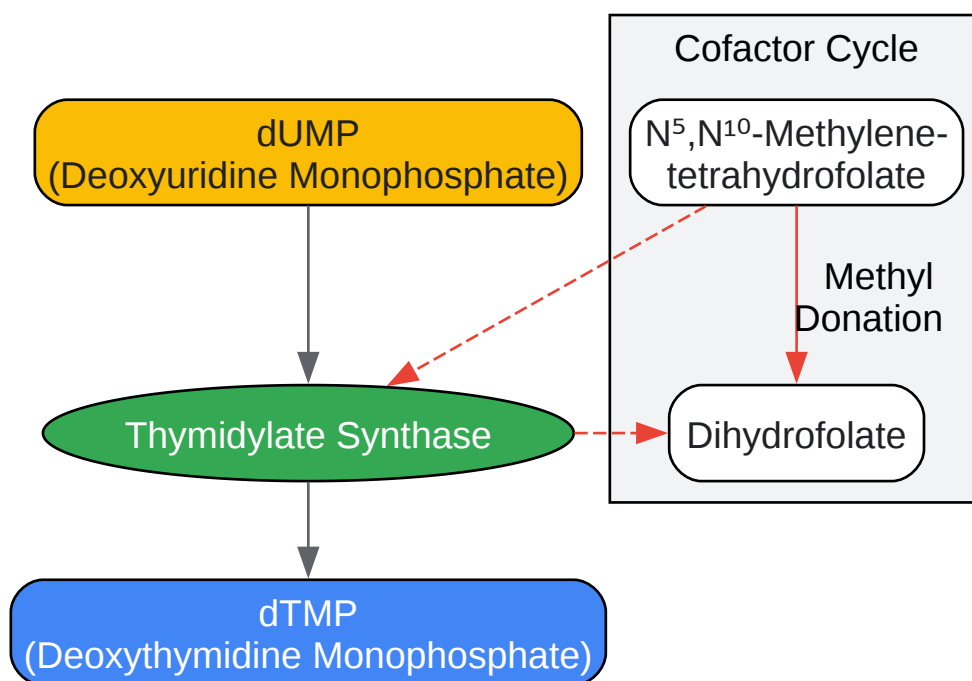 Cofactor Cycle
dUMP
(Deoxyuridine Monophosphate)
N⁵,N¹⁰-Methylene-
tetrahydrofolate
Methyl
Donation
Thymidylate Synthase
Dihydrofolate
dTMP
(Deoxythymidine Monophosphate)